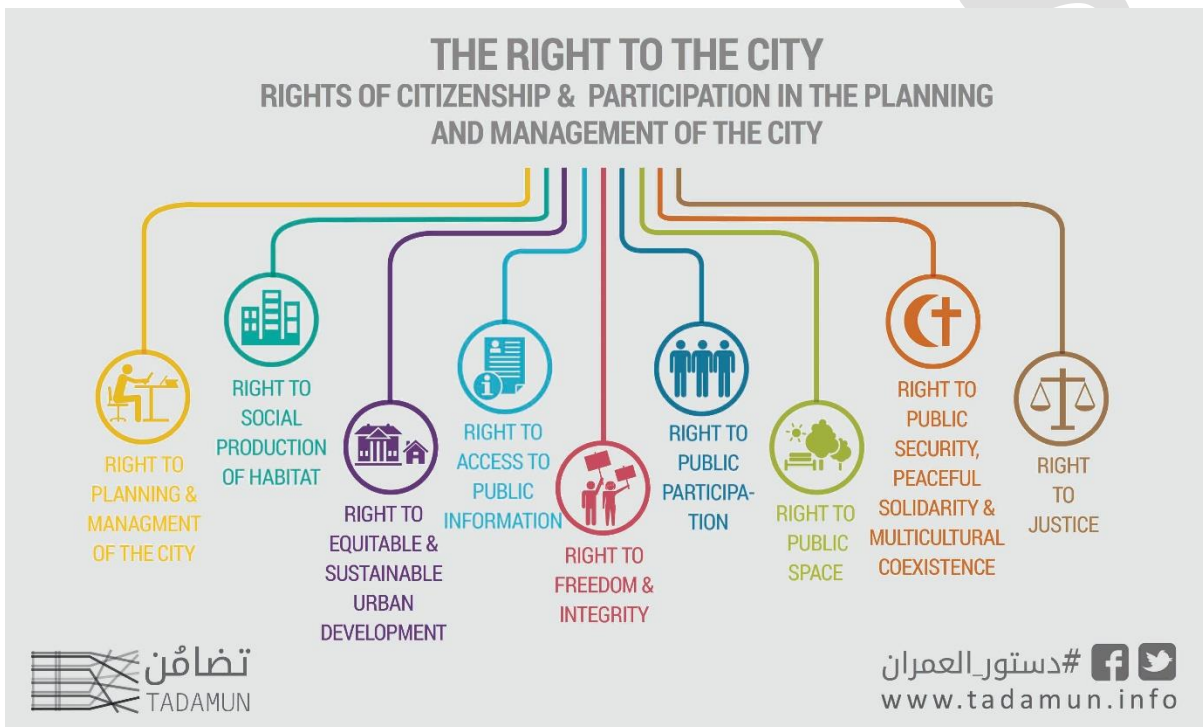 THE RIGHT TO THE CITY
RIGHTS OF CITIZENSHIP & PARTICIPATION IN THE PLANNING
AND MANAGEMENT OF THE CITY
RIGHT TO
PLANNING &
MANAGMENT
OF THE CITY
RIGHT TO
SOCIAL
PRODUCTION
OF HABITAT
RIGHT TO
EQUITABLE &
SUSTAINABLE
URBAN
DEVELOPMENT
RIGHT TO
ACCESS TO
PUBLIC
INFORMATION
RIGHT TO
FREEDOM &
INTEGRITY
RIGHT TO
PUBLIC
PARTICIPA-
TION
RIGHT TO
PUBLIC
SPACE
RIGHT TO
PUBLIC
SECURITY,
PEACEFUL
SOLIDARITY &
MULTICULTURAL
COEXISTENCE
RIGHT
TO
JUSTICE
تضامُن
TADAMUN
#دستور_العمران
www.tadamun.info